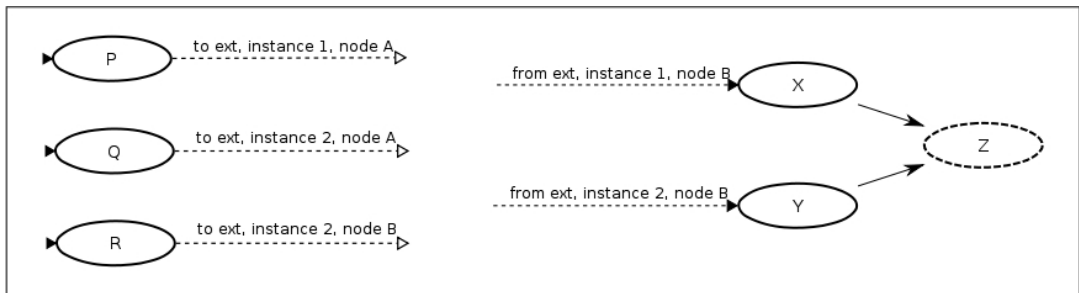 P
to ext, instance 1, node A
Q
to ext, instance 2, node A
R
to ext, instance 2, node B
from ext, instance 1, node B
X
from ext, instance 2, node B
Y
Z